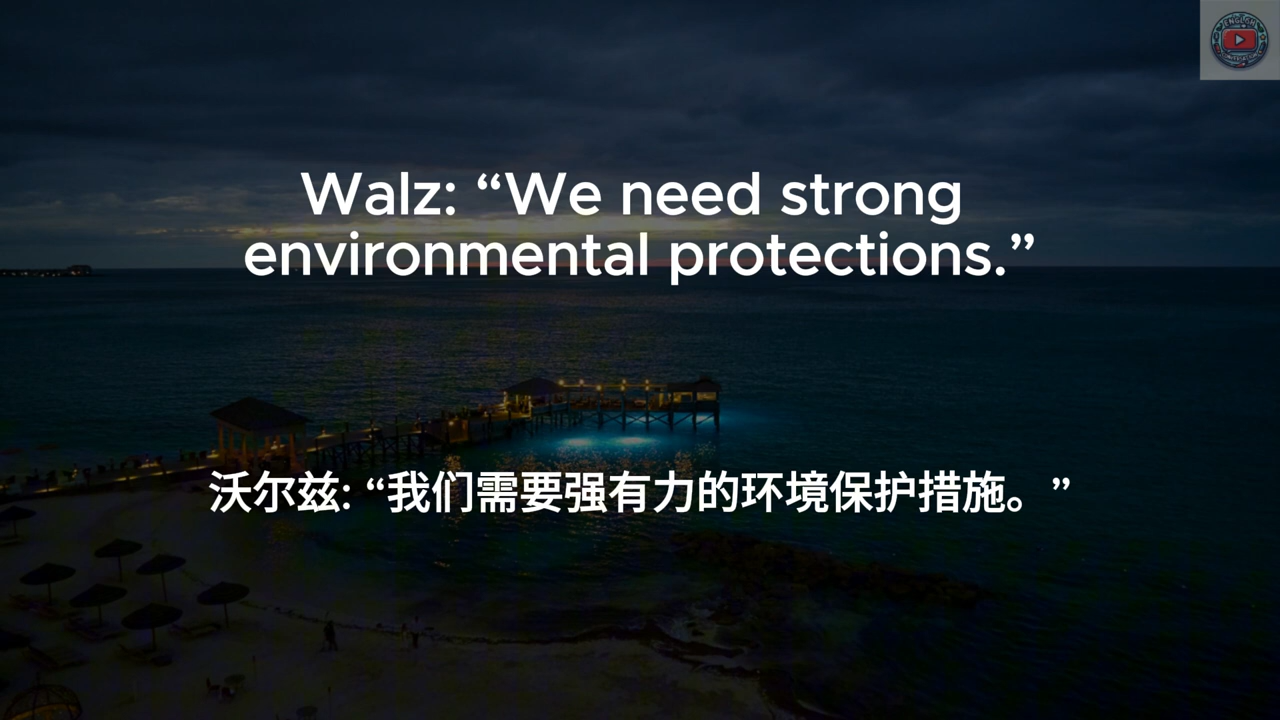 ENGLISH
Walz: “We need strong
environmental protections.”
沃尔兹: “我们需要强有力的环境保护措施。”